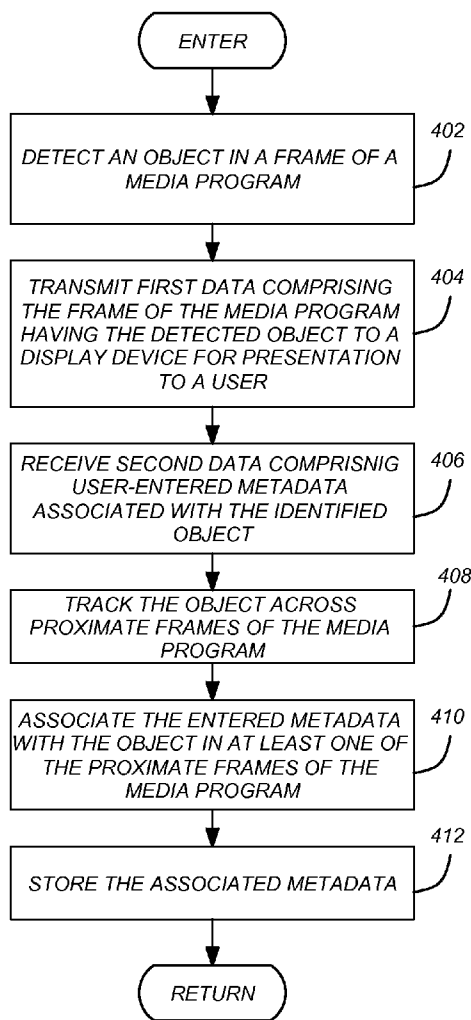 ENTER
402
DETECT AN OBJECT IN A FRAME OF A
MEDIA PROGRAM
404
TRANSMIT FIRST DATA COMPRISING
THE FRAME OF THE MEDIA PROGRAM
HAVING THE DETECTED OBJECT TO A
DISPLAY DEVICE FOR PRESENTATION
TO A USER
406
RECEIVE SECOND DATA COMPRISNIG
USER-ENTERED METADATA
ASSOCIATED WITH THE IDENTIFIED
OBJECT
408
TRACK THE OBJECT ACROSS
PROXIMATE FRAMES OF THE MEDIA
PROGRAM
410
ASSOCIATE THE ENTERED METADATA
WITH THE OBJECT IN AT LEAST ONE OF
THE PROXIMATE FRAMES OF THE
MEDIA PROGRAM
412
STORE THE ASSOCIATED METADATA
RETURN